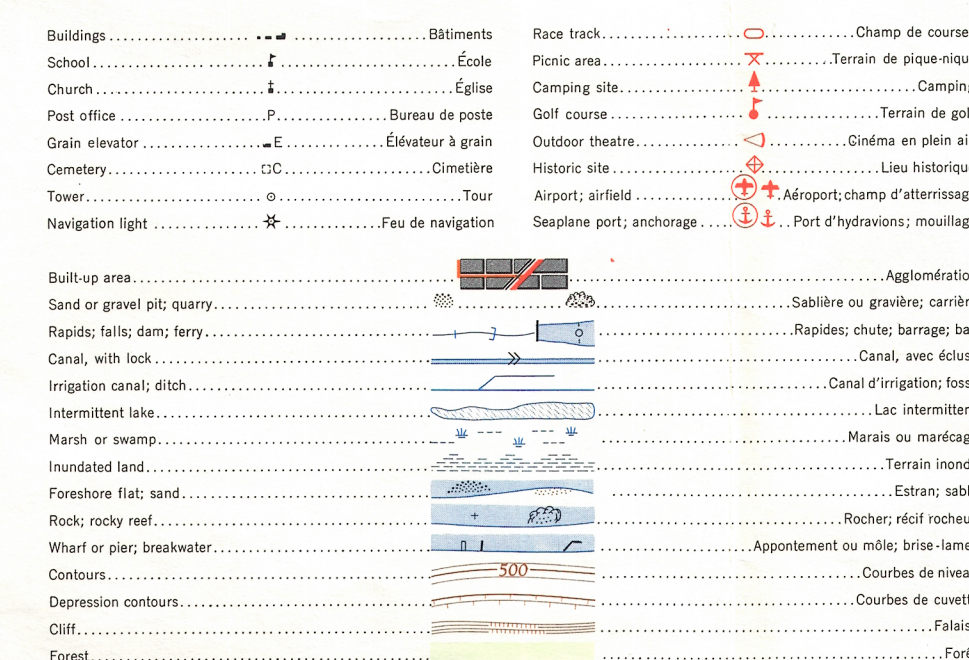 Buildings Bâtiments
School École
Church Église
Post office P Bureau de poste
Grain elevator E Élévateur à grain
Cemetery C Cimetière
Tower Tour
Navigation light Feu de navigation
Race track Champ de course
Picnic area Terrain de pique-niqu
Camping site Camping
Golf course Terrain de gol
Outdoor theatre Cinéma en plein ai
Historic site Lieu historiqu
Airport; airfield Aéroport; champ d'atterrissag
Seaplane port; anchorage Port d'hydravions; mouillag
Built-up area Agglomératio
Sand or gravel pit; quarry Sablière ou gravière; carrièr
Rapids; falls; dam; ferry Rapides; chute; barrage; ba
Canal, with lock Canal, avec éclus
Irrigation canal; ditch Canal d'irrigation; foss
Intermittent lake Lac intermitten
Marsh or swamp Marais ou marécag
Inundated land Terrain inond
Foreshore flat; sand Estran; sabl
Rock; rocky reef Rocher; récif rocheu
Wharf or pier; breakwater Appontement ou môle; brise-lame
Contours 500 Courbes de nivea
Depression contours Courbes de cuvett
Cliff Falais
Forest Forê